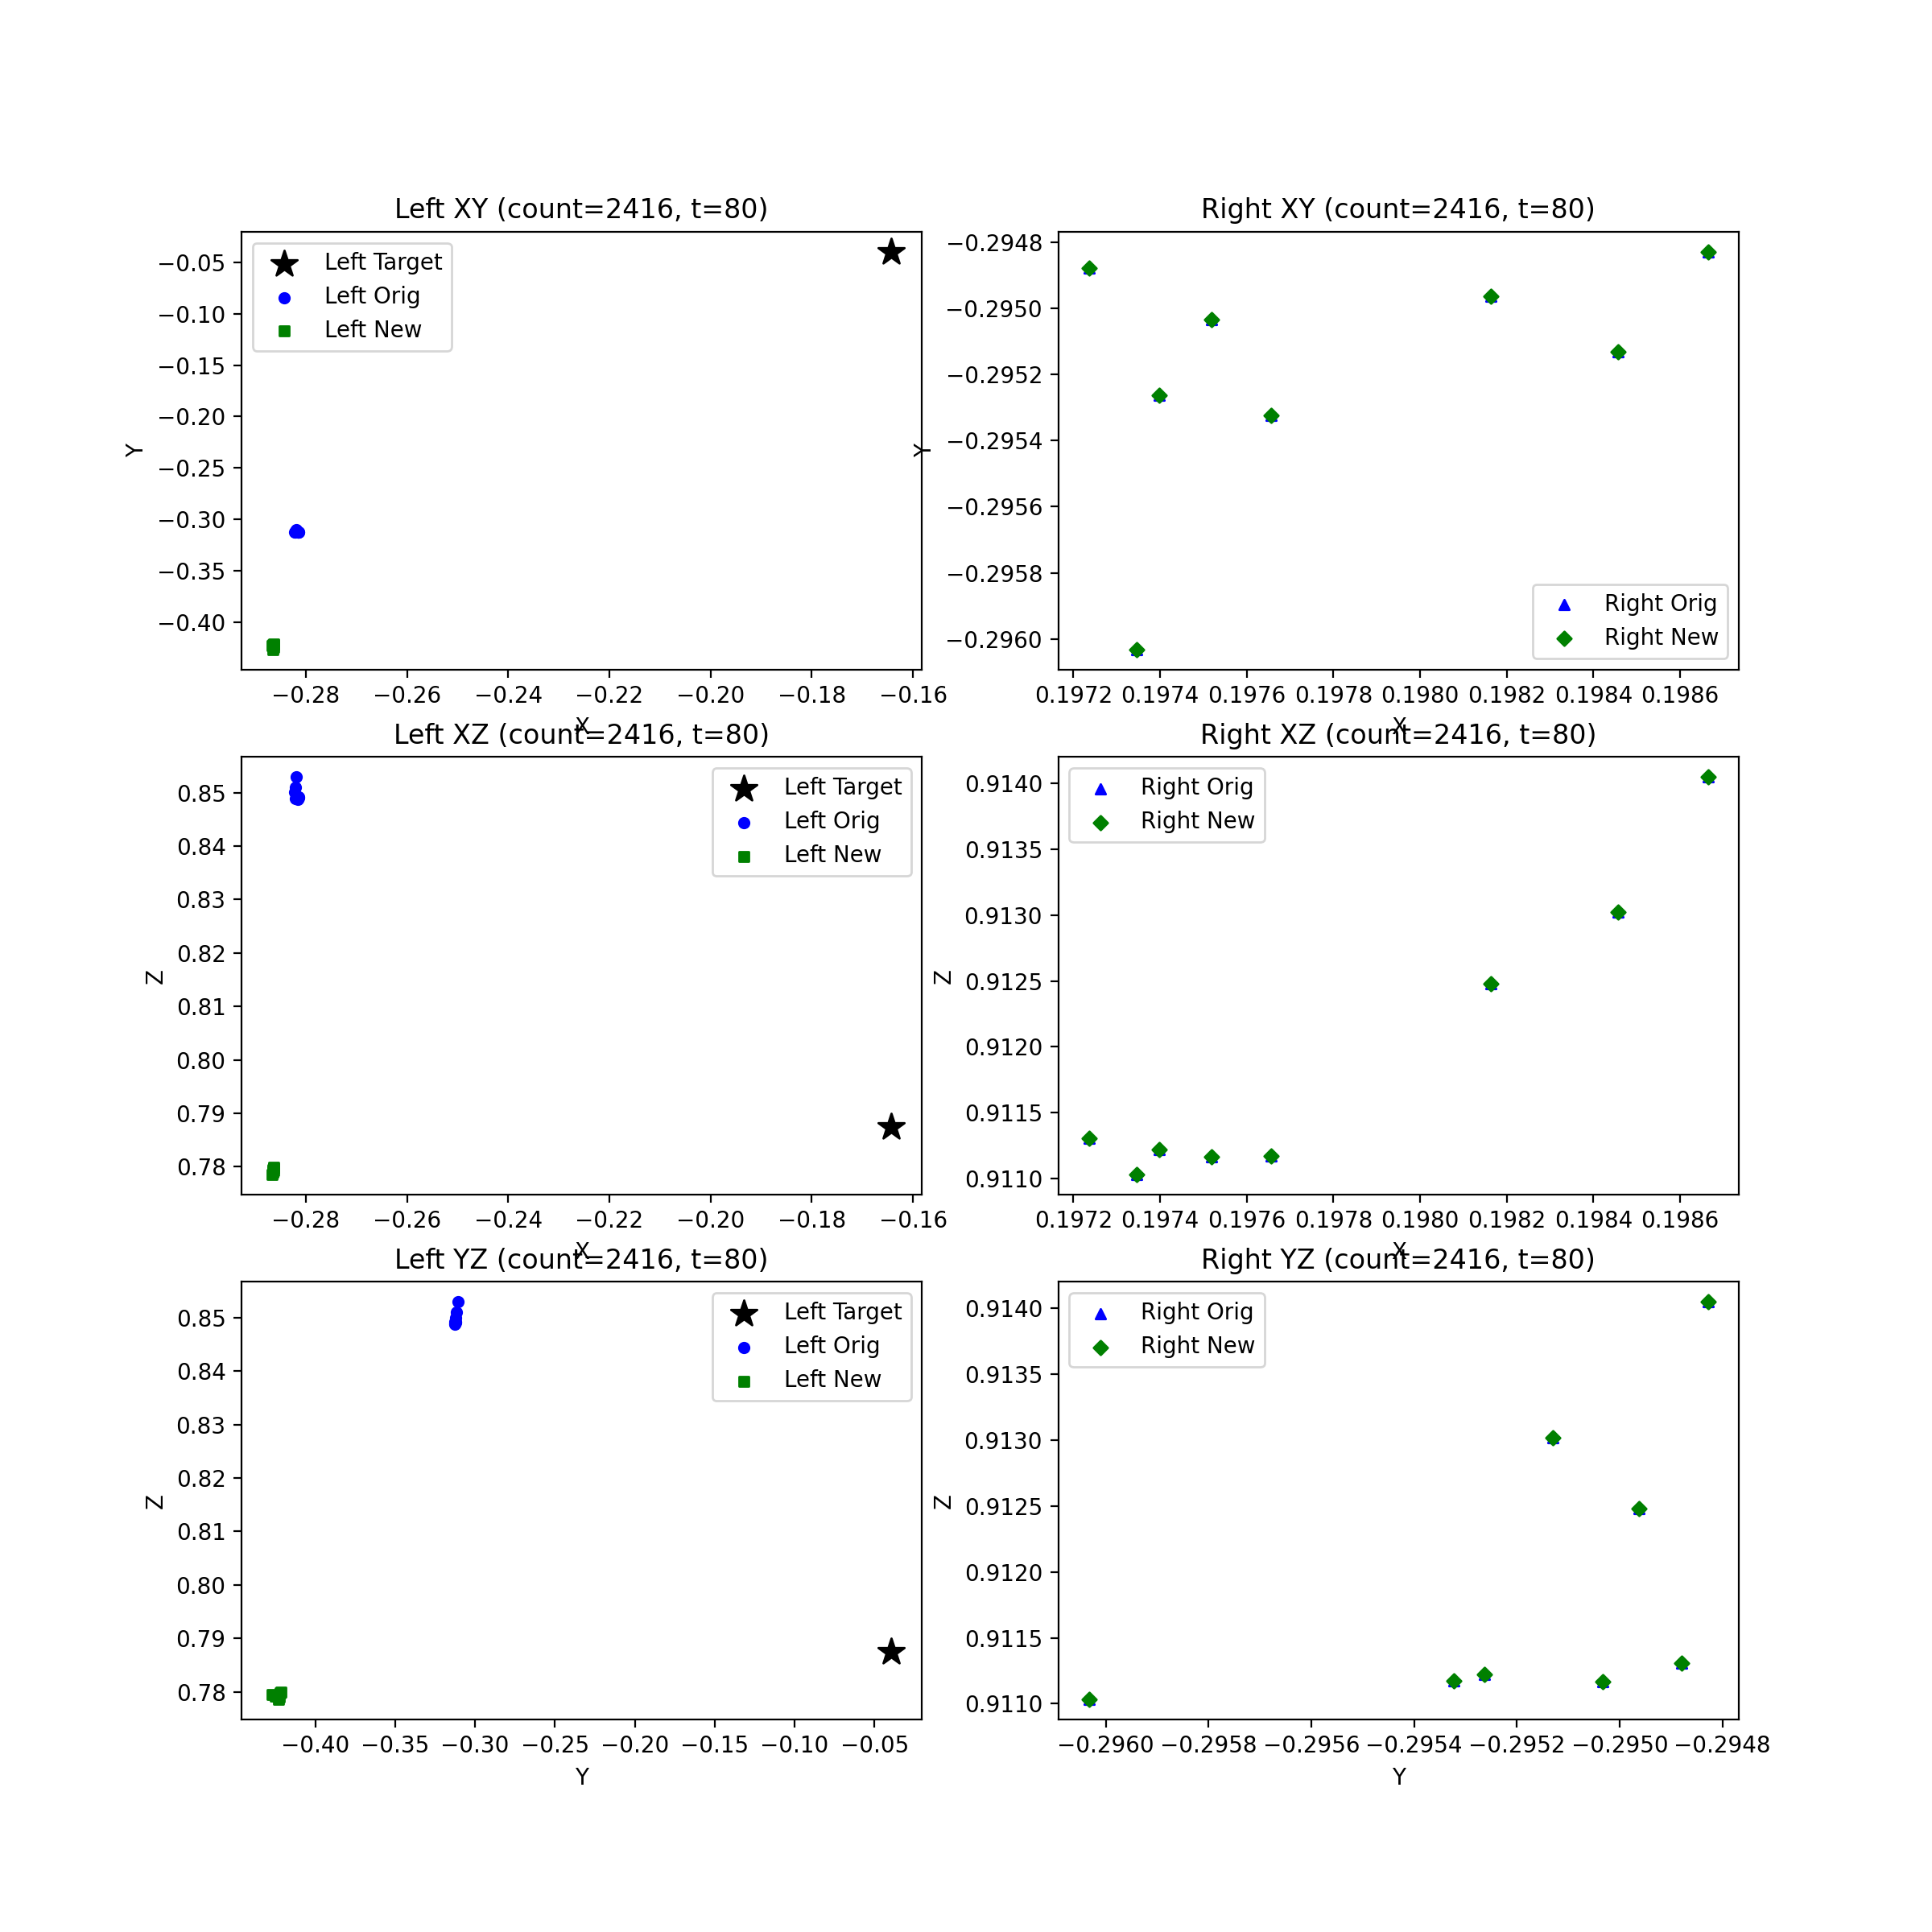 Left XY (count=2416, t=80)
Left Target
Left Orig
Left New
−0.05
−0.10
−0.15
−0.20
−0.25
−0.30
−0.35
−0.40
Y
−0.28 −0.26 −0.24 −0.22 −0.20 −0.18 −0.16
X
Right XY (count=2416, t=80)
−0.2948
−0.2950
−0.2952
−0.2954
−0.2956
−0.2958
−0.2960
Y
Right Orig
Right New
0.1972 0.1974 0.1976 0.1978 0.1980 0.1982 0.1984 0.1986
X
Left XZ (count=2416, t=80)
Left Target
Left Orig
Left New
0.85
0.84
0.83
0.82
0.81
0.80
0.79
0.78
Z
−0.28 −0.26 −0.24 −0.22 −0.20 −0.18 −0.16
X
Right XZ (count=2416, t=80)
Right Orig
Right New
0.9140
0.9135
0.9130
0.9125
0.9120
0.9115
0.9110
Z
0.1972 0.1974 0.1976 0.1978 0.1980 0.1982 0.1984 0.1986
X
Left YZ (count=2416, t=80)
Left Target
Left Orig
Left New
0.85
0.84
0.83
0.82
0.81
0.80
0.79
0.78
Z
−0.40 −0.35 −0.30 −0.25 −0.20 −0.15 −0.10 −0.05
Y
Right YZ (count=2416, t=80)
Right Orig
Right New
0.9140
0.9135
0.9130
0.9125
0.9120
0.9115
0.9110
Z
−0.2960 −0.2958 −0.2956 −0.2954 −0.2952 −0.2950 −0.2948
Y